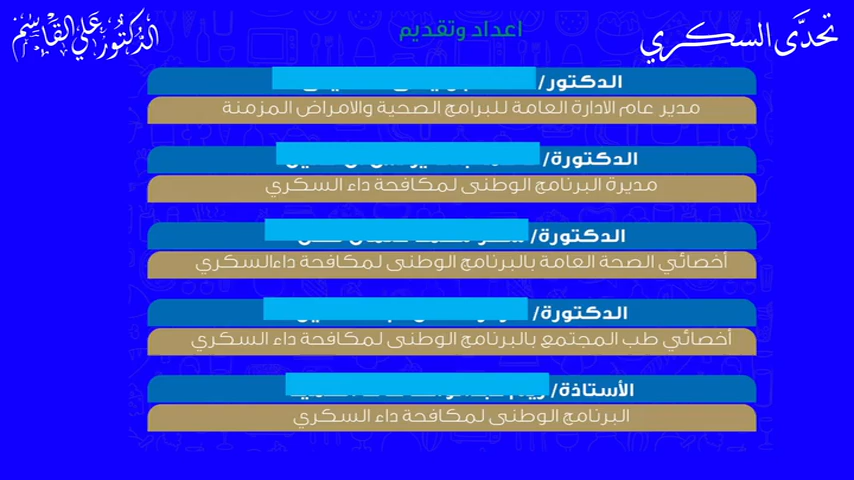 تحدَّى السكري
الدكتور علي القاسم
اعداد وتقديم
الدكتور/
مدير عام الادارة العامة للبرامج الصحية والامراض المزمنة
الدكتورة/
مديرة البرنامج الوطنى لمكافحة داء السكري
الدكتورة/
أخصائي الصحة العامة بالبرنامج الوطنى لمكافحة داءالسكري
الدكتورة/
أخصائي طب المجتمع بالبرنامج الوطنى لمكافحة داء السكري
الأستاذة/
البرنامج الوطنى لمكافحة داء السكري